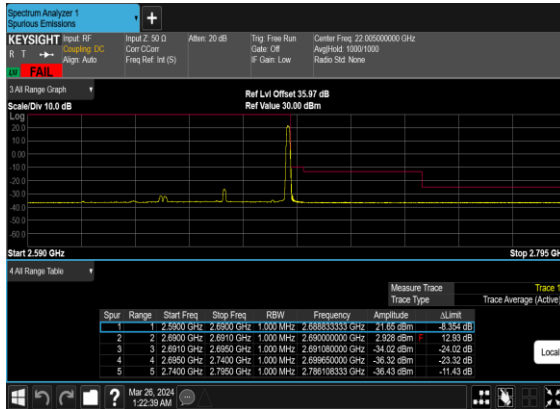 Spectrum Analyzer 1
Spurious Emissions
KEYSIGHT Input: RF Input Z: 50 Ω Atten: 20 dB Trig: Free Run Center Freq: 22.005000000 GHz
R T Coupling: DC Corr CCorr Gate: Off Avg|Hold: 1000/1000
Align: Auto Freq Ref: Int (S) IF Gain: Low Radio Std: None
LV FAIL
3 All Range Graph Ref Lvl Offset 35.97 dB
Scale/Div 10.0 dB Ref Value 30.00 dBm
Log
20.0
10.0
0.00
-10.0
-20.0
-30.0
-40.0
-50.0
-60.0
Start 2.590 GHz Stop 2.795 GH
4 All Range Table
Measure Trace Trace 1
Trace Type Trace Average (Active)
Spur Range Start Freq Stop Freq RBW Frequency Amplitude ΔLimit
1 1 2.5900 GHz 2.6900 GHz 1.000 MHz 2.688833333 GHz 21.65 dBm -8.354 dB
2 2 2.6900 GHz 2.6910 GHz 1.000 MHz 2.690000000 GHz 2.928 dBm F 12.93 dB
3 3 2.6910 GHz 2.6950 GHz 1.000 MHz 2.691080000 GHz -34.02 dBm -24.02 dB
4 4 2.6950 GHz 2.7400 GHz 1.000 MHz 2.699650000 GHz -36.32 dBm -23.32 dB
5 5 2.7400 GHz 2.7950 GHz 1.000 MHz 2.786108333 GHz -36.43 dBm -11.43 dB
Local
Mar 26, 2024
1:22:39 AM